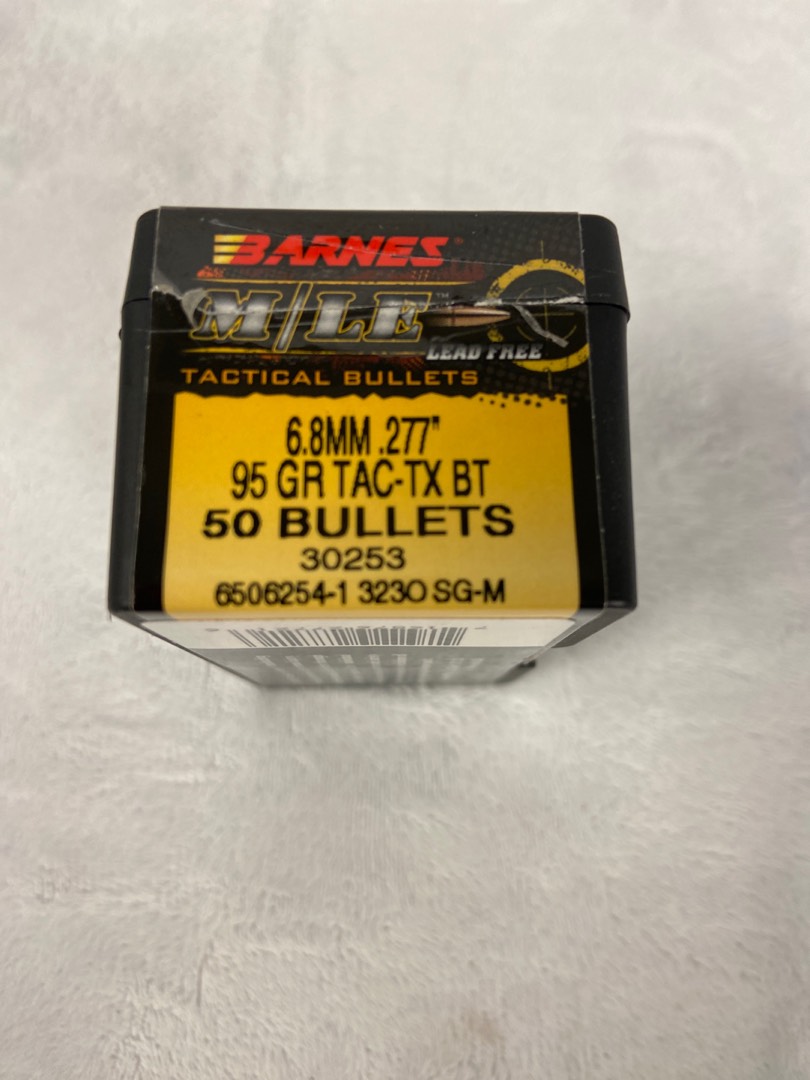 BARNES®
M/LE™
LEAD FREE
TACTICAL BULLETS
6.8MM .277"
95 GR TAC-TX BT
50 BULLETS
30253
6506254-1 3230 SG-M